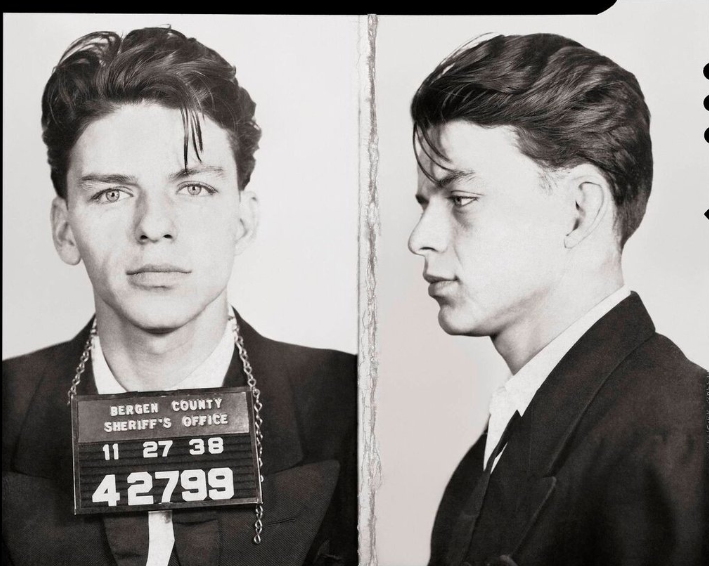 BERGEN COUNTY
SHERIFF'S OFFICE
11 27 38
42799